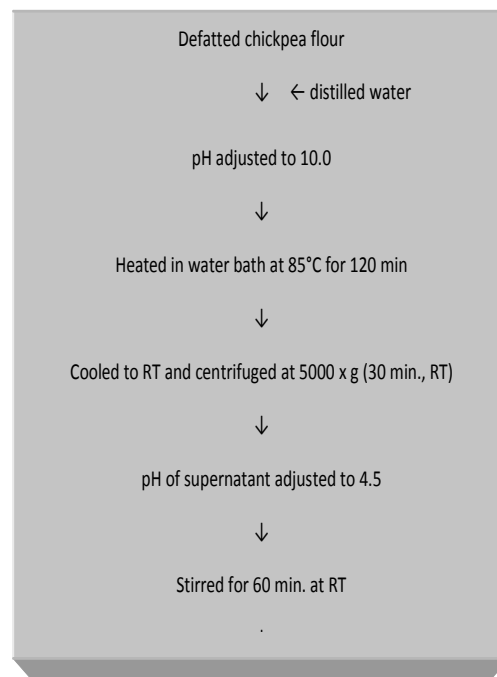 Defatted chickpea flour
↓ ← distilled water
pH adjusted to 10.0
↓
Heated in water bath at 85°C for 120 min
↓
Cooled to RT and centrifuged at 5000 x g (30 min., RT)
↓
pH of supernatant adjusted to 4.5
↓
Stirred for 60 min. at RT
.